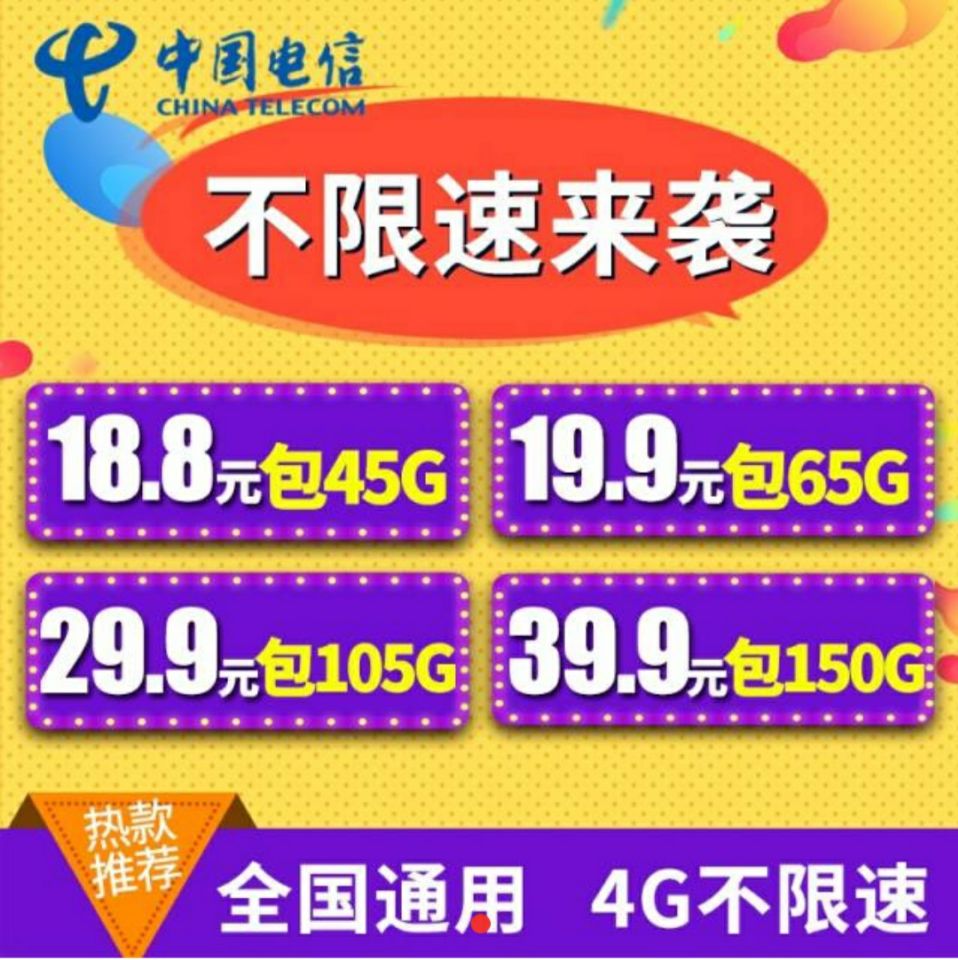 中国电信
CHINA TELECOM
不限速来袭
18.8元包45G
19.9元包65G
29.9元包105G
39.9元包150G
热款
推荐
全国通用 4G不限速